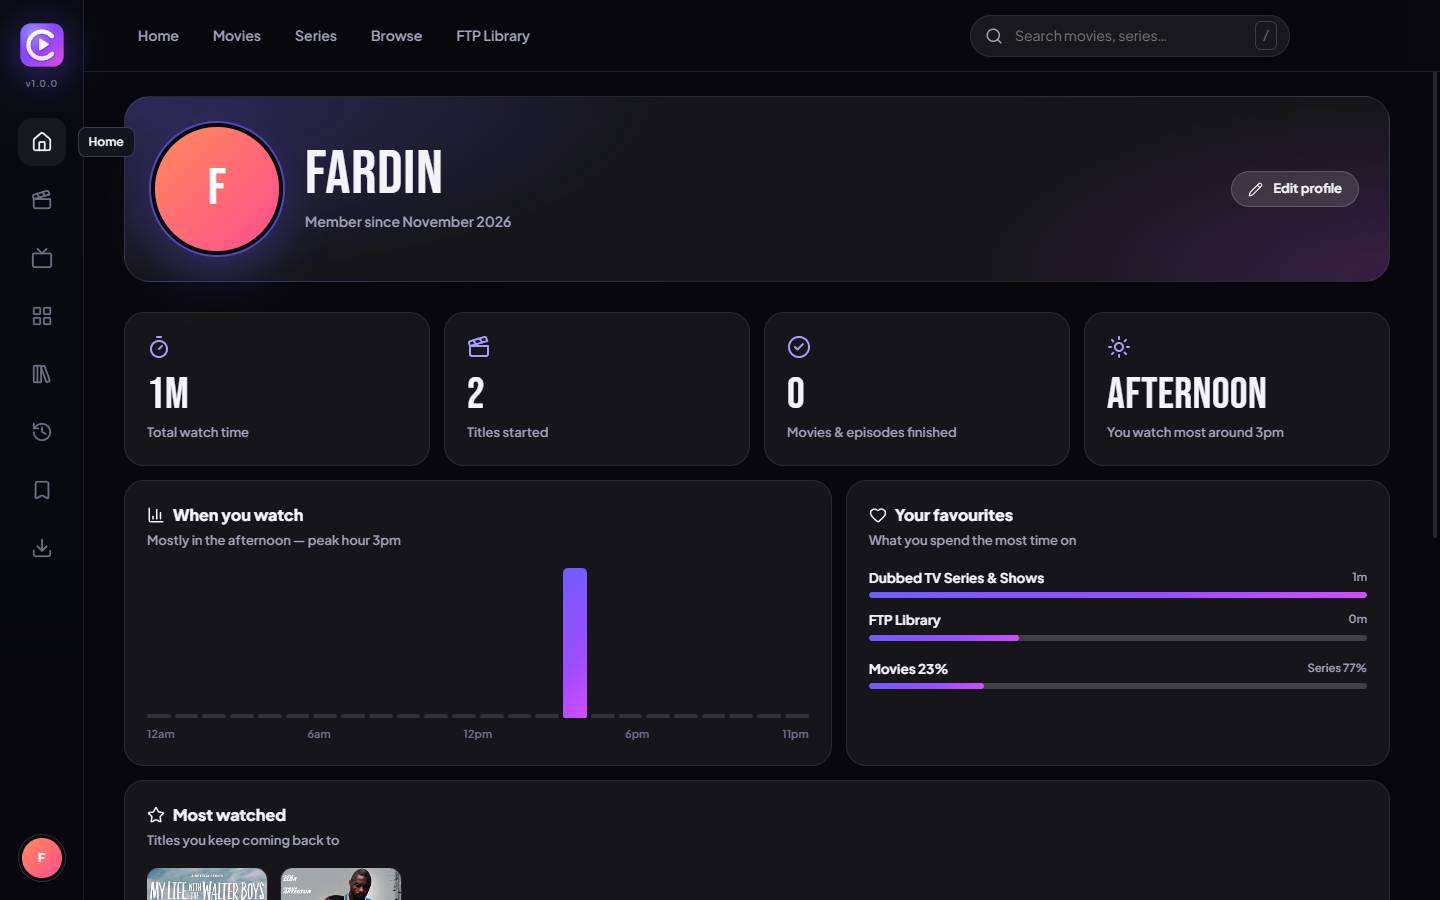 Home Movies Series Browse FTP Library
Search movies, series... /
v1.0.0
Home
F
FARDIN
Member since November 2026
Edit profile
1M
Total watch time
2
Titles started
0
Movies & episodes finished
AFTERNOON
You watch most around 3pm
When you watch
Mostly in the afternoon — peak hour 3pm
12am 6am 12pm 6pm 11pm
Your favourites
What you spend the most time on
Dubbed TV Series & Shows 1m
FTP Library 0m
Movies 23% Series 77%
Most watched
Titles you keep coming back to
MY LIFE WITH THE WALTER BOYS
F